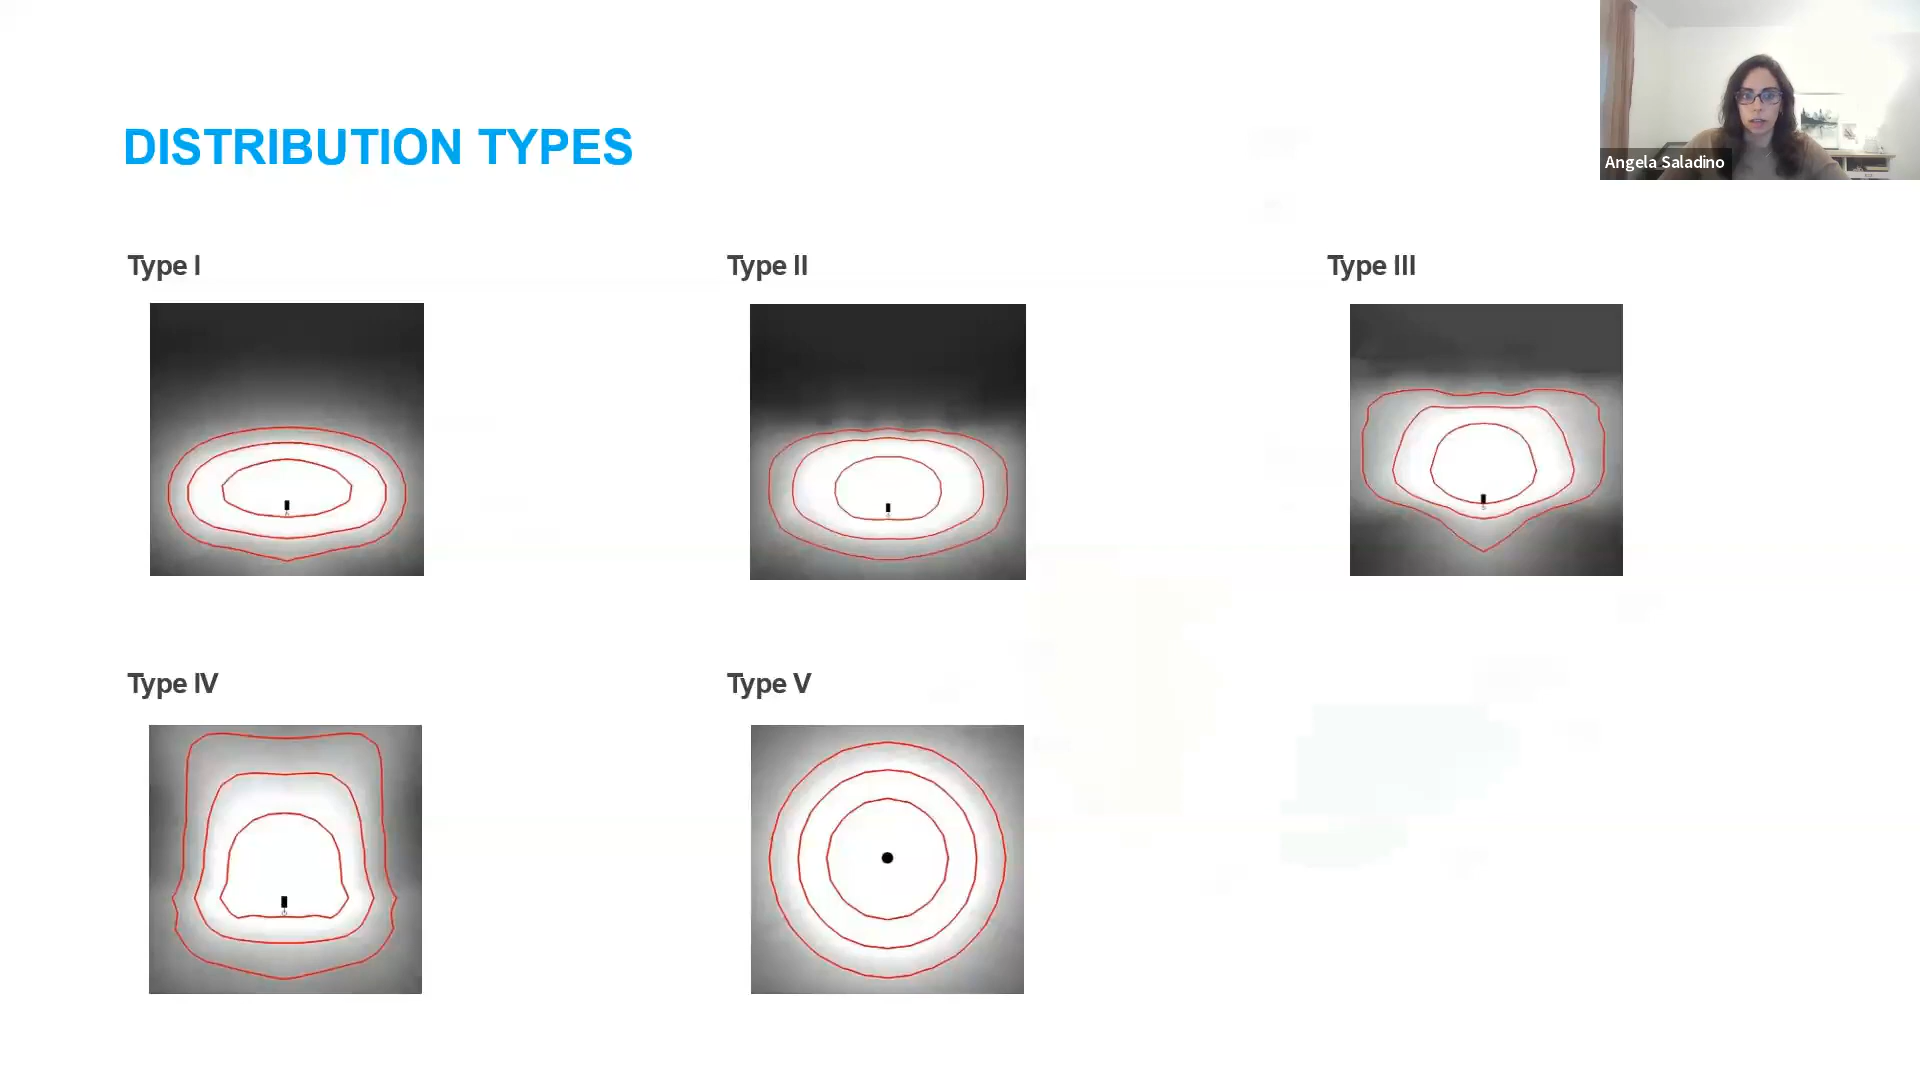 DISTRIBUTION TYPES
Angela Saladino
Type I
Type II
Type III
Type IV
Type V